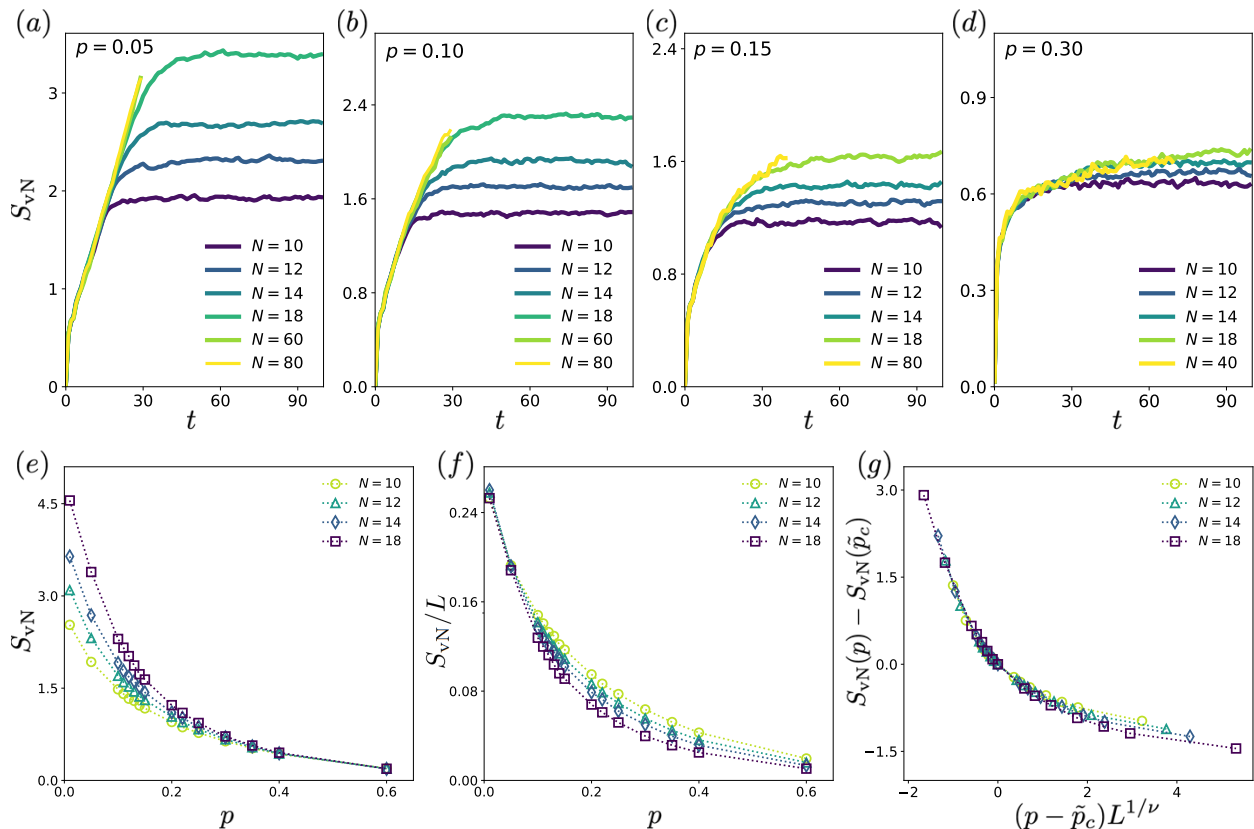 (a)
p = 0.05
S_vN
3
2
1
0
0 30 60 90
t
N = 10
N = 12
N = 14
N = 18
N = 60
N = 80
(b)
p = 0.10
2.4
1.6
0.8
0.0
0 30 60 90
t
N = 10
N = 12
N = 14
N = 18
N = 60
N = 80
(c)
p = 0.15
2.4
1.6
0.8
0.0
0 30 60 90
t
N = 10
N = 12
N = 14
N = 18
N = 80
(d)
p = 0.30
0.9
0.6
0.3
0.0
0 30 60 90
t
N = 10
N = 12
N = 14
N = 18
N = 40
(e)
S_vN
4.5
3.0
1.5
0.0
0.0 0.2 0.4 0.6
p
N = 10
N = 12
N = 14
N = 18
(f)
S_vN/L
0.24
0.16
0.08
0.00
0.0 0.2 0.4 0.6
p
N = 10
N = 12
N = 14
N = 18
(g)
S_vN(p) − S_vN(p̃_c)
3.0
1.5
0.0
−1.5
−2 0 2 4
(p − p̃_c)L^{1/ν}
N = 10
N = 12
N = 14
N = 18